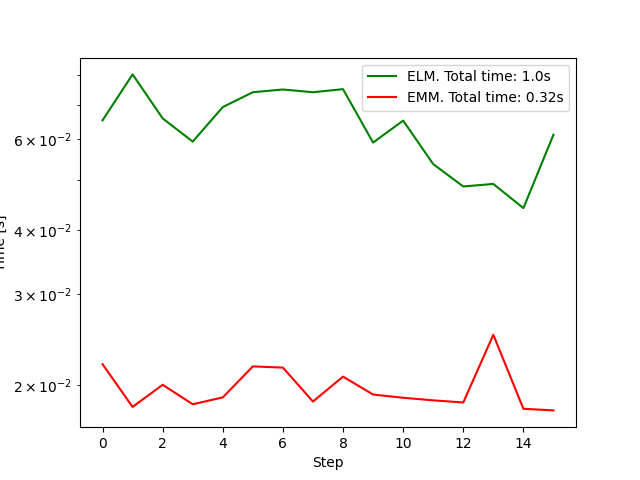 ELM. Total time: 1.0s
EMM. Total time: 0.32s
6 × 10⁻²
4 × 10⁻²
3 × 10⁻²
2 × 10⁻²
[s]
0 2 4 6 8 10 12 14
Step